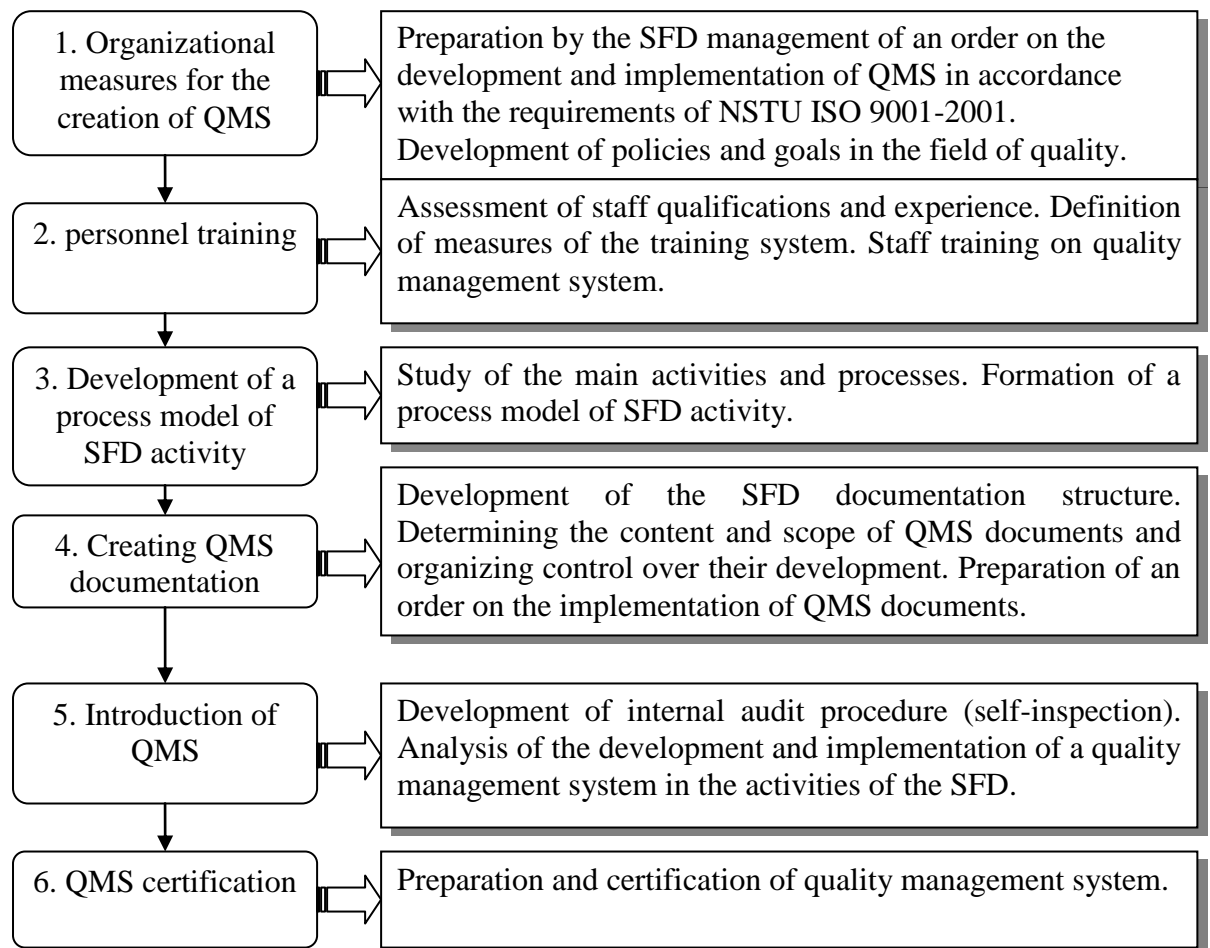 1. Organizational
measures for the
creation of QMS
Preparation by the SFD management of an order on the
development and implementation of QMS in accordance
with the requirements of NSTU ISO 9001-2001.
Development of policies and goals in the field of quality.
2. personnel training
Assessment of staff qualifications and experience. Definition
of measures of the training system. Staff training on quality
management system.
3. Development of a
process model of
SFD activity
Study of the main activities and processes. Formation of a
process model of SFD activity.
4. Creating QMS
documentation
Development of the SFD documentation structure.
Determining the content and scope of QMS documents and
organizing control over their development. Preparation of an
order on the implementation of QMS documents.
5. Introduction of
QMS
Development of internal audit procedure (self-inspection).
Analysis of the development and implementation of a quality
management system in the activities of the SFD.
6. QMS certification
Preparation and certification of quality management system.